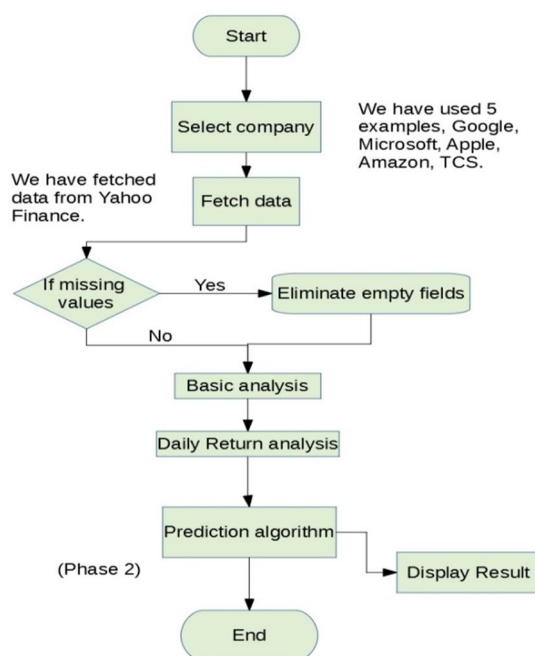 Start
Select company
We have used 5
examples, Google,
Microsoft, Apple,
Amazon, TCS.
We have fetched
data from Yahoo
Finance.
Fetch data
If missing
values
Yes
Eliminate empty fields
No
Basic analysis
Daily Return analysis
Prediction algorithm
(Phase 2)
Display Result
End